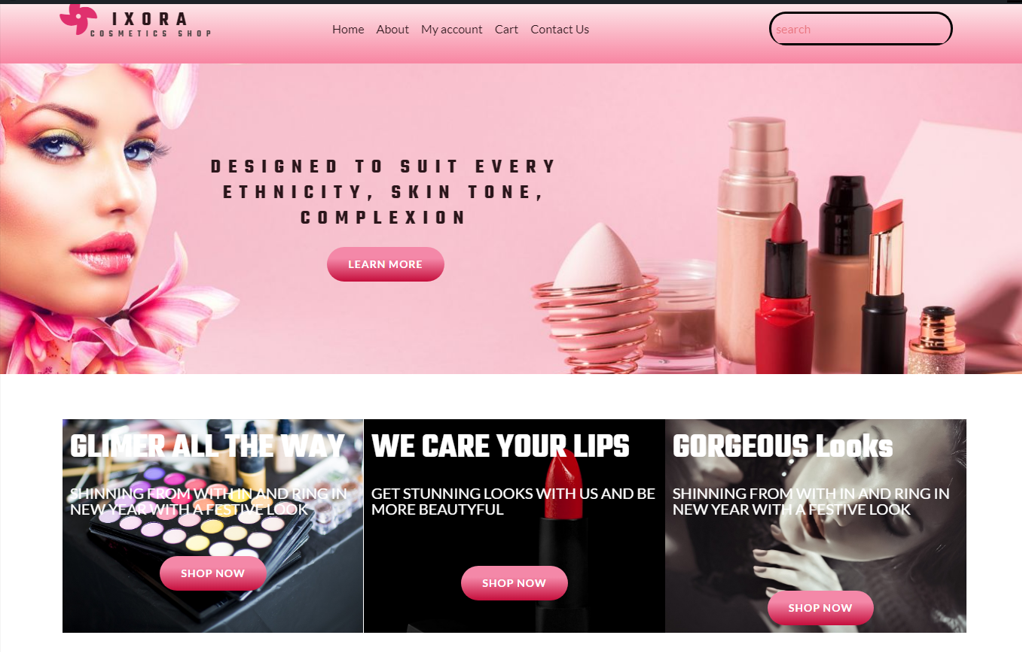 IXORA
COSMETICS SHOP
Home About My account Cart Contact Us
search
DESIGNED TO SUIT EVERY
ETHNICITY, SKIN TONE,
COMPLEXION
LEARN MORE
GLIMER ALL THE WAY
SHINNING FROM WITH IN AND RING IN
NEW YEAR WITH A FESTIVE LOOK
SHOP NOW
WE CARE YOUR LIPS
GET STUNNING LOOKS WITH US AND BE
MORE BEAUTYFUL
SHOP NOW
GORGEOUS Looks
SHINNING FROM WITH IN AND RING IN
NEW YEAR WITH A FESTIVE LOOK
SHOP NOW